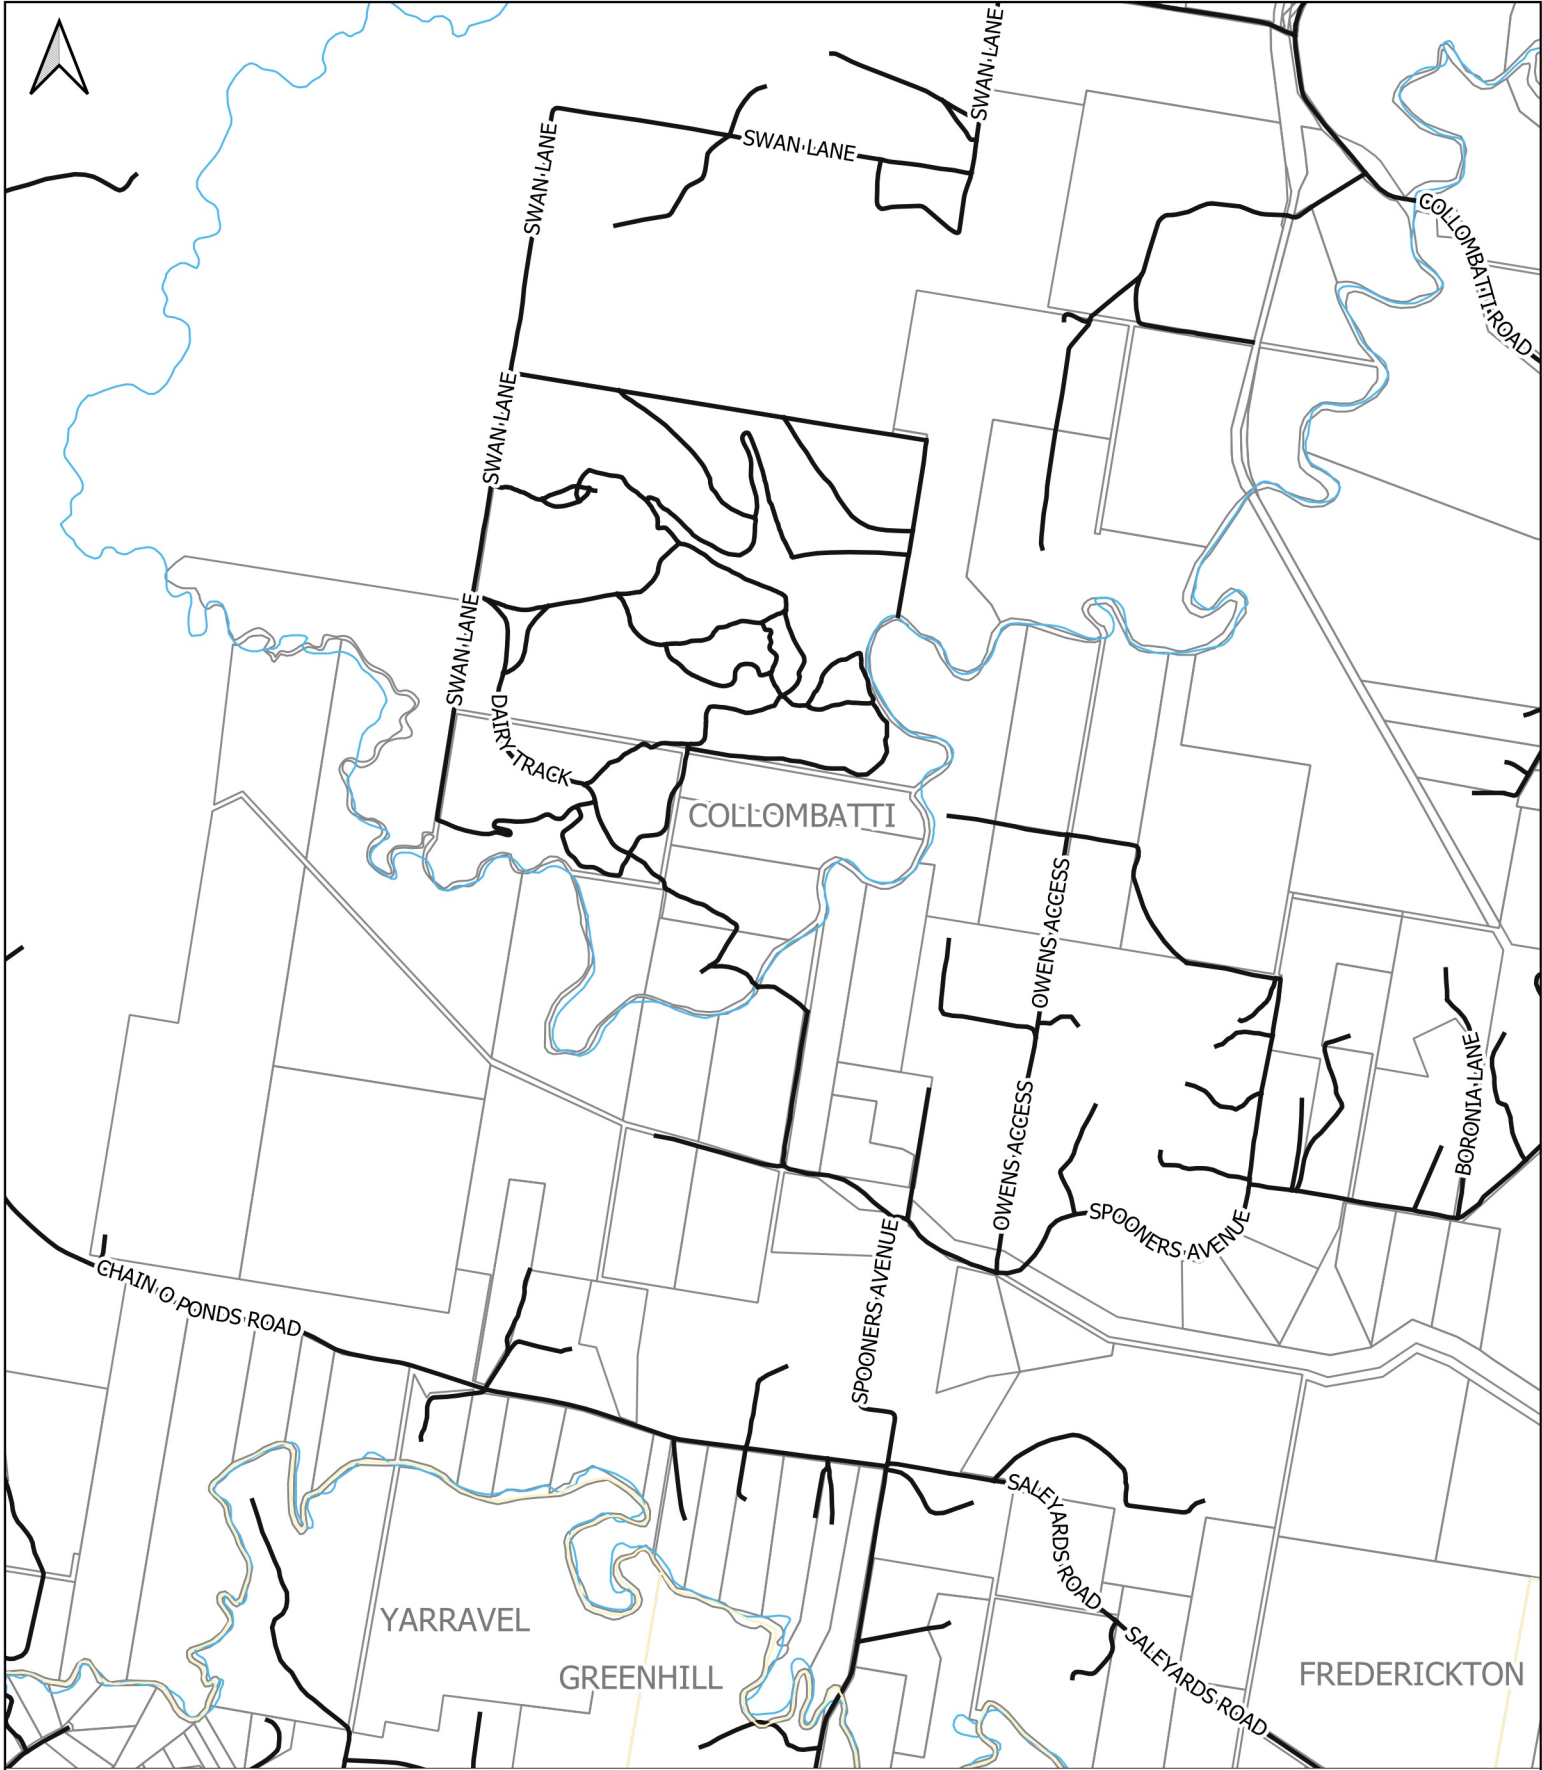 SWAN LANE
SWAN LANE
SWAN LANE
COLLOMBATTI ROAD
SWAN LANE
SWAN LANE
DAIRY TRACK
COLLOMBATTI
OWENS ACCESS
OWENS ACCESS
BORONIA LANE
SPOONERS AVENUE
SPOONERS AVENUE
CHAIN O PONDS ROAD
SALEYARDS ROAD
YARRAVEL
GREENHILL
SALEYARDS ROAD
FREDERICKTON